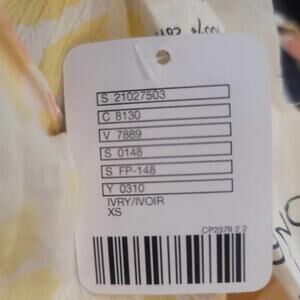 S 21027503
C 8130
V 7889
S 0148
S FP-148
Y 0310
IVRY/IVOIR
XS
CP2378 2 2